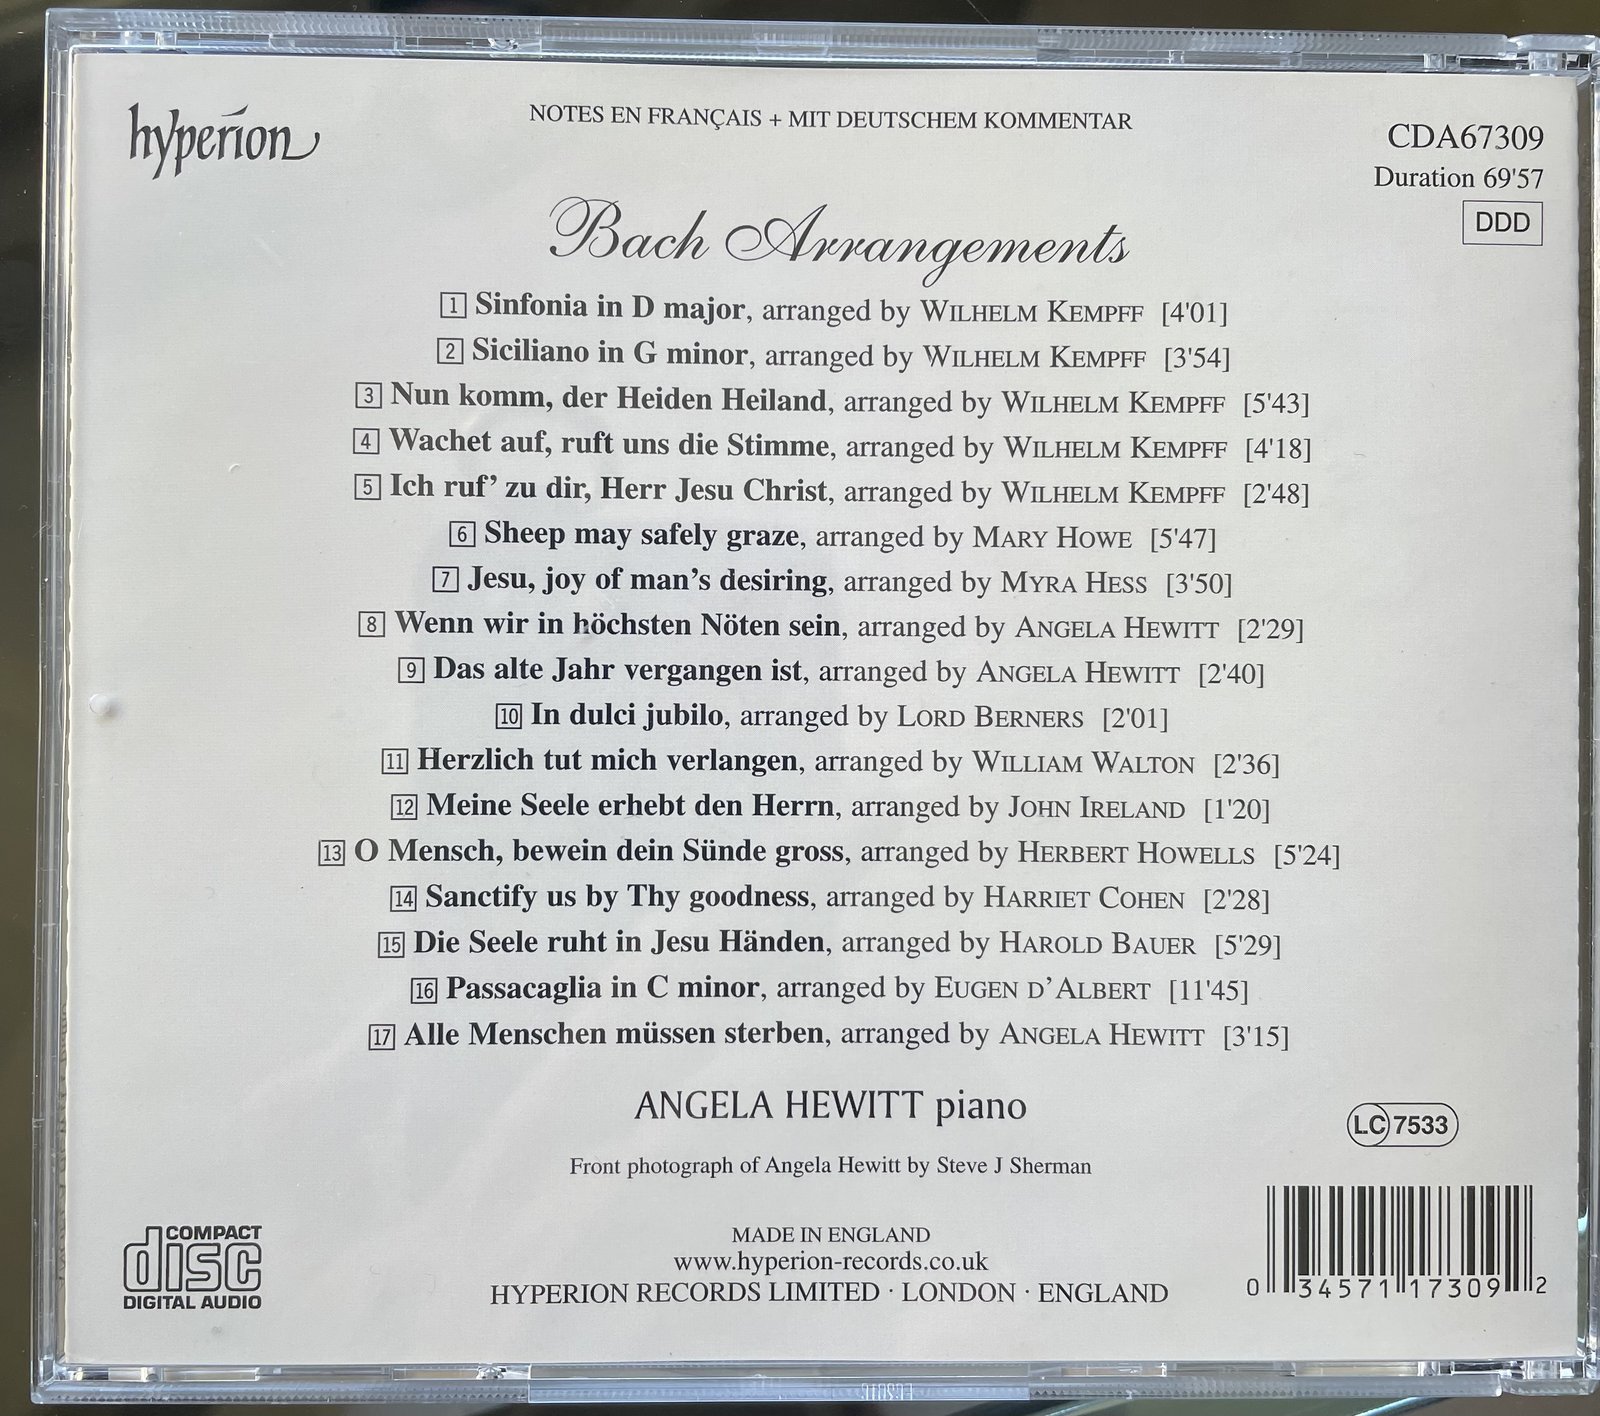 hyperion
NOTES EN FRANÇAIS + MIT DEUTSCHEM KOMMENTAR
CDA67309
Duration 69'57
DDD
Bach Arrangements
1 Sinfonia in D major, arranged by WILHELM KEMPFF [4'01]
2 Siciliano in G minor, arranged by WILHELM KEMPFF [3'54]
3 Nun komm, der Heiden Heiland, arranged by WILHELM KEMPFF [5'43]
4 Wachet auf, ruft uns die Stimme, arranged by WILHELM KEMPFF [4'18]
5 Ich ruf’ zu dir, Herr Jesu Christ, arranged by WILHELM KEMPFF [2'48]
6 Sheep may safely graze, arranged by MARY HOWE [5'47]
7 Jesu, joy of man’s desiring, arranged by MYRA HESS [3'50]
8 Wenn wir in höchsten Nöten sein, arranged by ANGELA HEWITT [2'29]
9 Das alte Jahr vergangen ist, arranged by ANGELA HEWITT [2'40]
10 In dulci jubilo, arranged by LORD BERNERS [2'01]
11 Herzlich tut mich verlangen, arranged by WILLIAM WALTON [2'36]
12 Meine Seele erhebt den Herrn, arranged by JOHN IRELAND [1'20]
13 O Mensch, bewein dein Sünde gross, arranged by HERBERT HOWELLS [5'24]
14 Sanctify us by Thy goodness, arranged by HARRIET COHEN [2'28]
15 Die Seele ruht in Jesu Händen, arranged by HAROLD BAUER [5'29]
16 Passacaglia in C minor, arranged by EUGEN D’ALBERT [11'45]
17 Alle Menschen müssen sterben, arranged by ANGELA HEWITT [3'15]
ANGELA HEWITT piano
LC 7533
Front photograph of Angela Hewitt by Steve J Sherman
COMPACT
disc
DIGITAL AUDIO
MADE IN ENGLAND
www.hyperion-records.co.uk
HYPERION RECORDS LIMITED · LONDON · ENGLAND
0 34571 17309 2